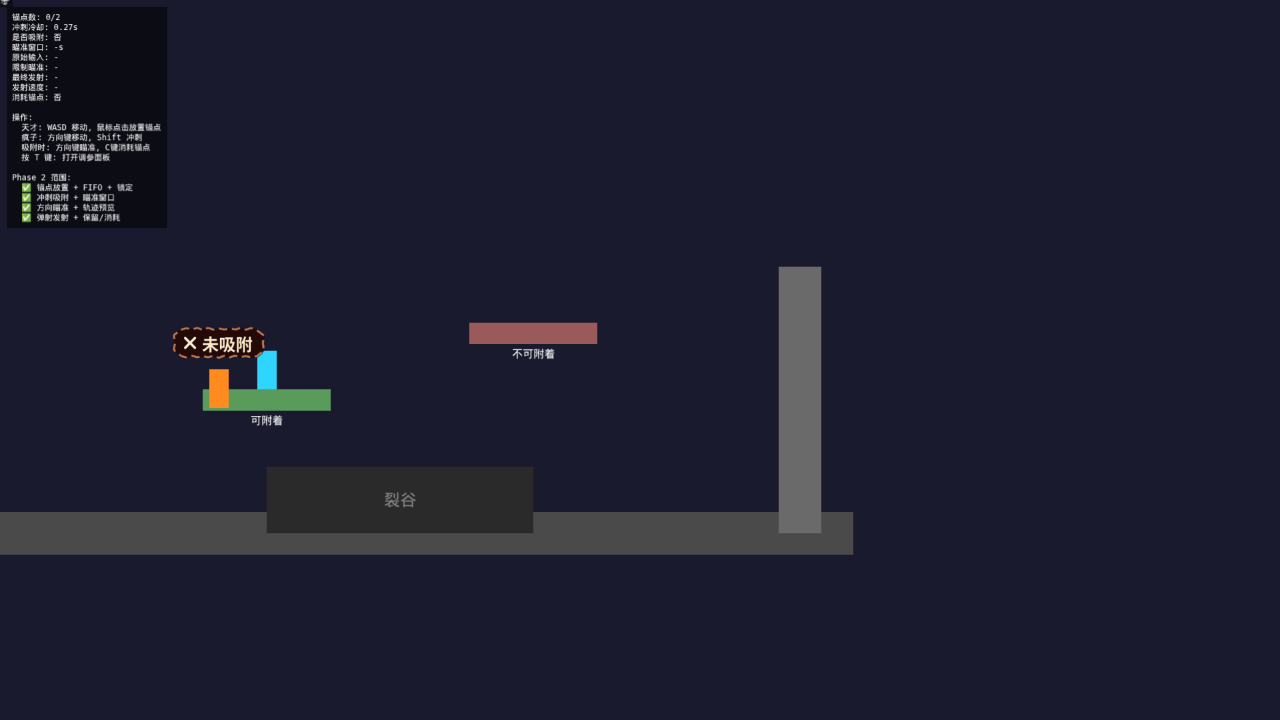 锚点数: 0/2
冲刺冷却: 0.27s
是否吸附: 否
瞄准窗口: -s
原始输入: -
限制瞄准: -
最终发射: -
发射速度: -
消耗锚点: 否
操作:
天才: WASD 移动, 鼠标点击放置锚点
疯子: 方向键移动, Shift 冲刺
吸附时: 方向键瞄准, C键消耗锚点
按 T 键: 打开调参面板
Phase 2 范围:
✅ 锚点放置 + FIFO + 锁定
✅ 冲刺吸附 + 瞄准窗口
✅ 方向瞄准 + 轨迹预览
✅ 弹射发射 + 保留/消耗
✕ 未吸附
不可附着
可附着
裂谷